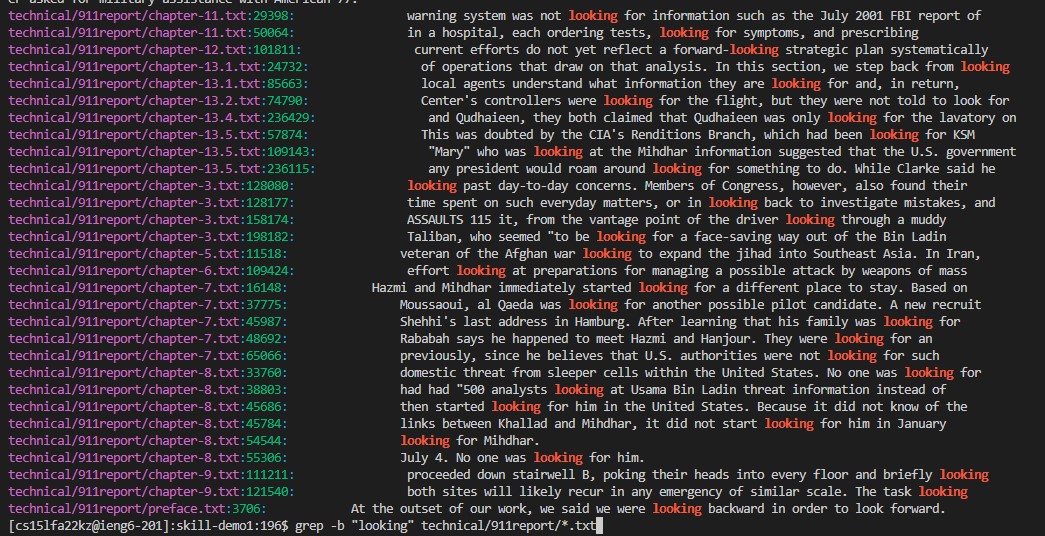 CF asked for military assistance with American 77.
technical/911report/chapter-11.txt:29398: warning system was not looking for information such as the July 2001 FBI report of
technical/911report/chapter-11.txt:50064: in a hospital, each ordering tests, looking for symptoms, and prescribing
technical/911report/chapter-12.txt:101811: current efforts do not yet reflect a forward-looking strategic plan systematically
technical/911report/chapter-13.1.txt:24732: of operations that draw on that analysis. In this section, we step back from looking
technical/911report/chapter-13.1.txt:85663: local agents understand what information they are looking for and, in return,
technical/911report/chapter-13.2.txt:74790: Center's controllers were looking for the flight, but they were not told to look for
technical/911report/chapter-13.4.txt:236429: and Qudhaieen, they both claimed that Qudhaieen was only looking for the lavatory on
technical/911report/chapter-13.5.txt:57874: This was doubted by the CIA's Renditions Branch, which had been looking for KSM
technical/911report/chapter-13.5.txt:109143: "Mary" who was looking at the Mihdhar information suggested that the U.S. government
technical/911report/chapter-13.5.txt:236115: any president would roam around looking for something to do. While Clarke said he
technical/911report/chapter-3.txt:128080: looking past day-to-day concerns. Members of Congress, however, also found their
technical/911report/chapter-3.txt:128177: time spent on such everyday matters, or in looking back to investigate mistakes, and
technical/911report/chapter-3.txt:158174: ASSAULTS 115 it, from the vantage point of the driver looking through a muddy
technical/911report/chapter-3.txt:198182: Taliban, who seemed "to be looking for a face-saving way out of the Bin Ladin
technical/911report/chapter-5.txt:11518: veteran of the Afghan war looking to expand the jihad into Southeast Asia. In Iran,
technical/911report/chapter-6.txt:109424: effort looking at preparations for managing a possible attack by weapons of mass
technical/911report/chapter-7.txt:16148: Hazmi and Mihdhar immediately started looking for a different place to stay. Based on
technical/911report/chapter-7.txt:37775: Moussaoui, al Qaeda was looking for another possible pilot candidate. A new recruit
technical/911report/chapter-7.txt:45987: Shehhi's last address in Hamburg. After learning that his family was looking for
technical/911report/chapter-7.txt:48692: Rababah says he happened to meet Hazmi and Hanjour. They were looking for an
technical/911report/chapter-7.txt:65066: previously, since he believes that U.S. authorities were not looking for such
technical/911report/chapter-8.txt:33760: domestic threat from sleeper cells within the United States. No one was looking for
technical/911report/chapter-8.txt:38803: had had "500 analysts looking at Usama Bin Ladin threat information instead of
technical/911report/chapter-8.txt:45686: then started looking for him in the United States. Because it did not know of the
technical/911report/chapter-8.txt:45784: links between Khallad and Mihdhar, it did not start looking for him in January
technical/911report/chapter-8.txt:54544: looking for Mihdhar.
technical/911report/chapter-8.txt:55306: July 4. No one was looking for him.
technical/911report/chapter-9.txt:111211: proceeded down stairwell B, poking their heads into every floor and briefly looking
technical/911report/chapter-9.txt:121540: both sites will likely recur in any emergency of similar scale. The task looking
technical/911report/preface.txt:3706: At the outset of our work, we said we were looking backward in order to look forward.
[cs15lfa22kz@ieng6-201]:skill-demo1:196$ grep -b "looking" technical/911report/*.txt